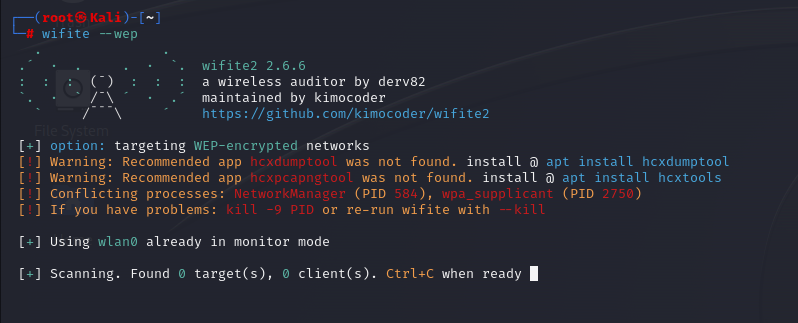 ┌──(root㉿Kali)-[~]
└─# wifite --wep
wifite2 2.6.6
a wireless auditor by derv82
maintained by kimocoder
https://github.com/kimocoder/wifite2
File System
[+] option: targeting WEP-encrypted networks
[!] Warning: Recommended app hcxdumptool was not found. install @ apt install hcxdumptool
[!] Warning: Recommended app hcxpcapngtool was not found. install @ apt install hcxtools
[!] Conflicting processes: NetworkManager (PID 584), wpa_supplicant (PID 2750)
[!] If you have problems: kill -9 PID or re-run wifite with --kill
[+] Using wlan0 already in monitor mode
[+] Scanning. Found 0 target(s), 0 client(s). Ctrl+C when ready